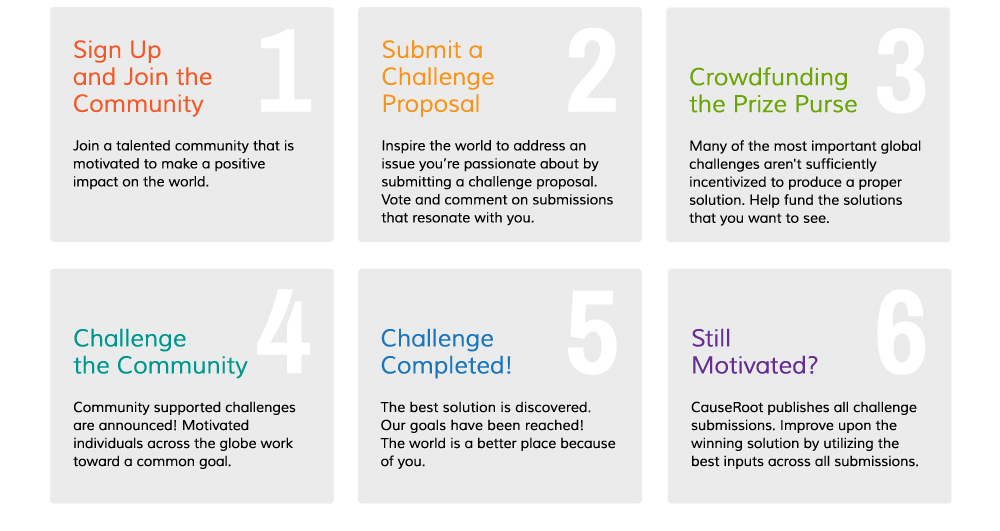 1
Sign Up
and Join the
Community
Join a talented community that is
motivated to make a positive
impact on the world.
2
Submit a
Challenge
Proposal
Inspire the world to address an
issue you’re passionate about by
submitting a challenge proposal.
Vote and comment on submissions
that resonate with you.
3
Crowdfunding
the Prize Purse
Many of the most important global
challenges aren't sufficiently
incentivized to produce a proper
solution. Help fund the solutions
that you want to see.
4
Challenge
the Community
Community supported challenges
are announced! Motivated
individuals across the globe work
toward a common goal.
5
Challenge
Completed!
The best solution is discovered.
Our goals have been reached!
The world is a better place because
of you.
6
Still
Motivated?
CauseRoot publishes all challenge
submissions. Improve upon the
winning solution by utilizing the
best inputs across all submissions.